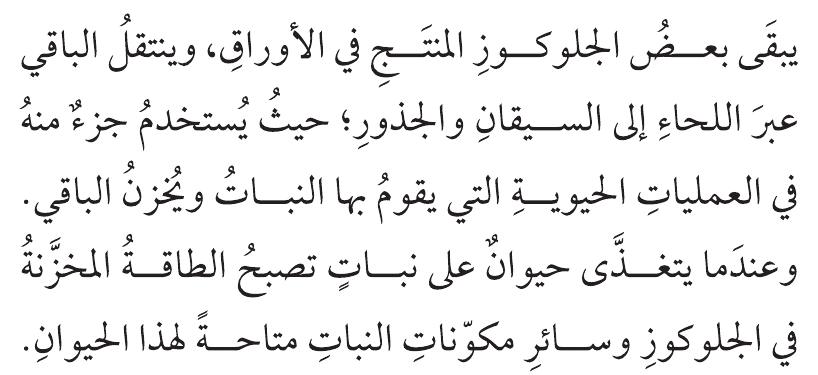 يبقَى بعضُ الجلوكوزِ المنتَجِ في الأوراقِ، وينتقلُ الباقي
عبرَ اللحاءِ إلى السيقانِ والجذورِ؛ حيثُ يُستخدمُ جزءٌ منهُ
في العملياتِ الحيويةِ التي يقومُ بها النباتُ ويُخزنُ الباقي.
وعندَما يتغذَّى حيوانٌ على نباتٍ تصبحُ الطاقةُ المخزَّنةُ
في الجلوكوزِ وسائرِ مكوّناتِ النباتِ متاحةً لهذا الحيوانِ.